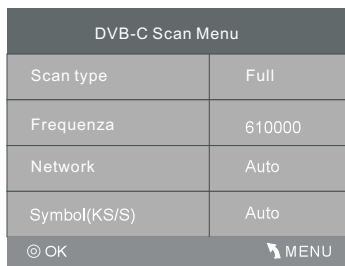 DVB-C Scan Menu
Scan type Full
Frequenza 610000
Network Auto
Symbol(KS/S) Auto
OK MENU